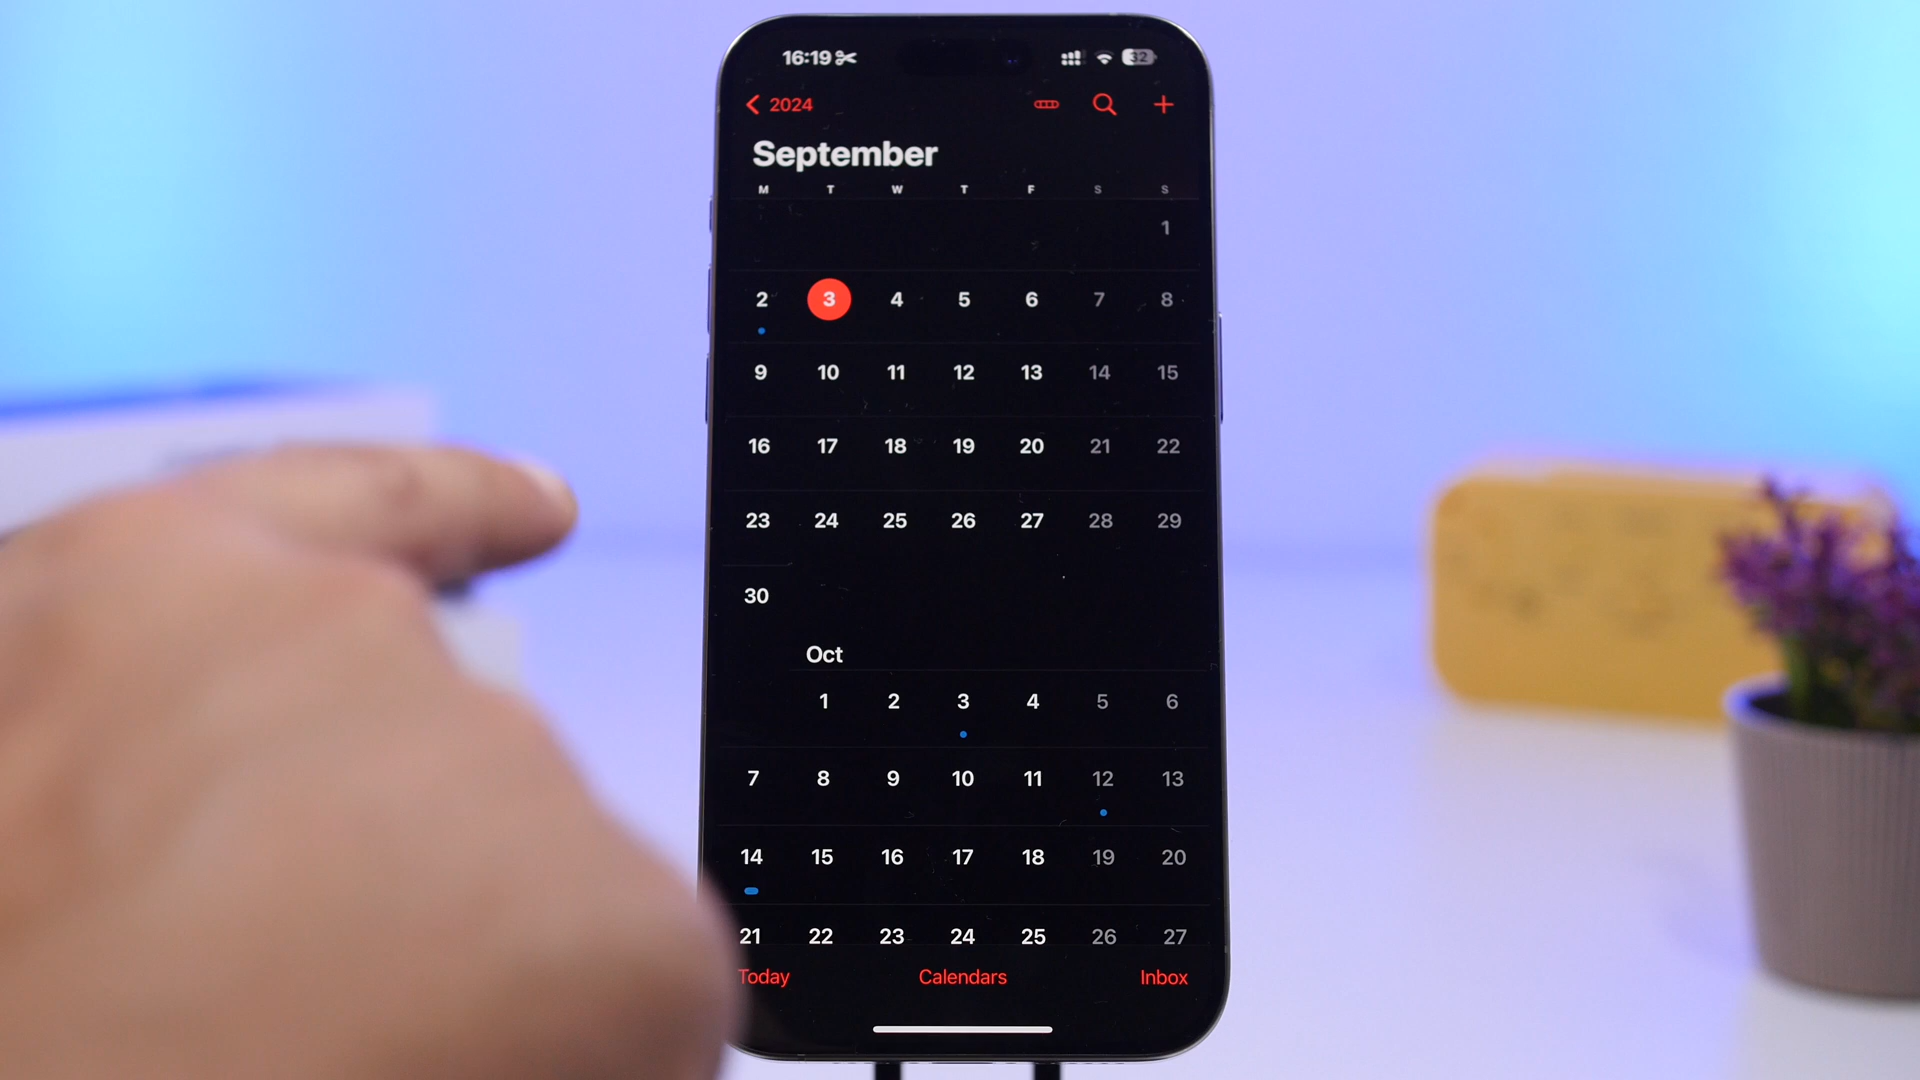 16:19 32
2024
September
M T W T F S S
1
2 3 4 5 6 7 8
9 10 11 12 13 14 15
16 17 18 19 20 21 22
23 24 25 26 27 28 29
30
Oct
1 2 3 4 5 6
7 8 9 10 11 12 13
14 15 16 17 18 19 20
21 22 23 24 25 26 27
Today Calendars Inbox